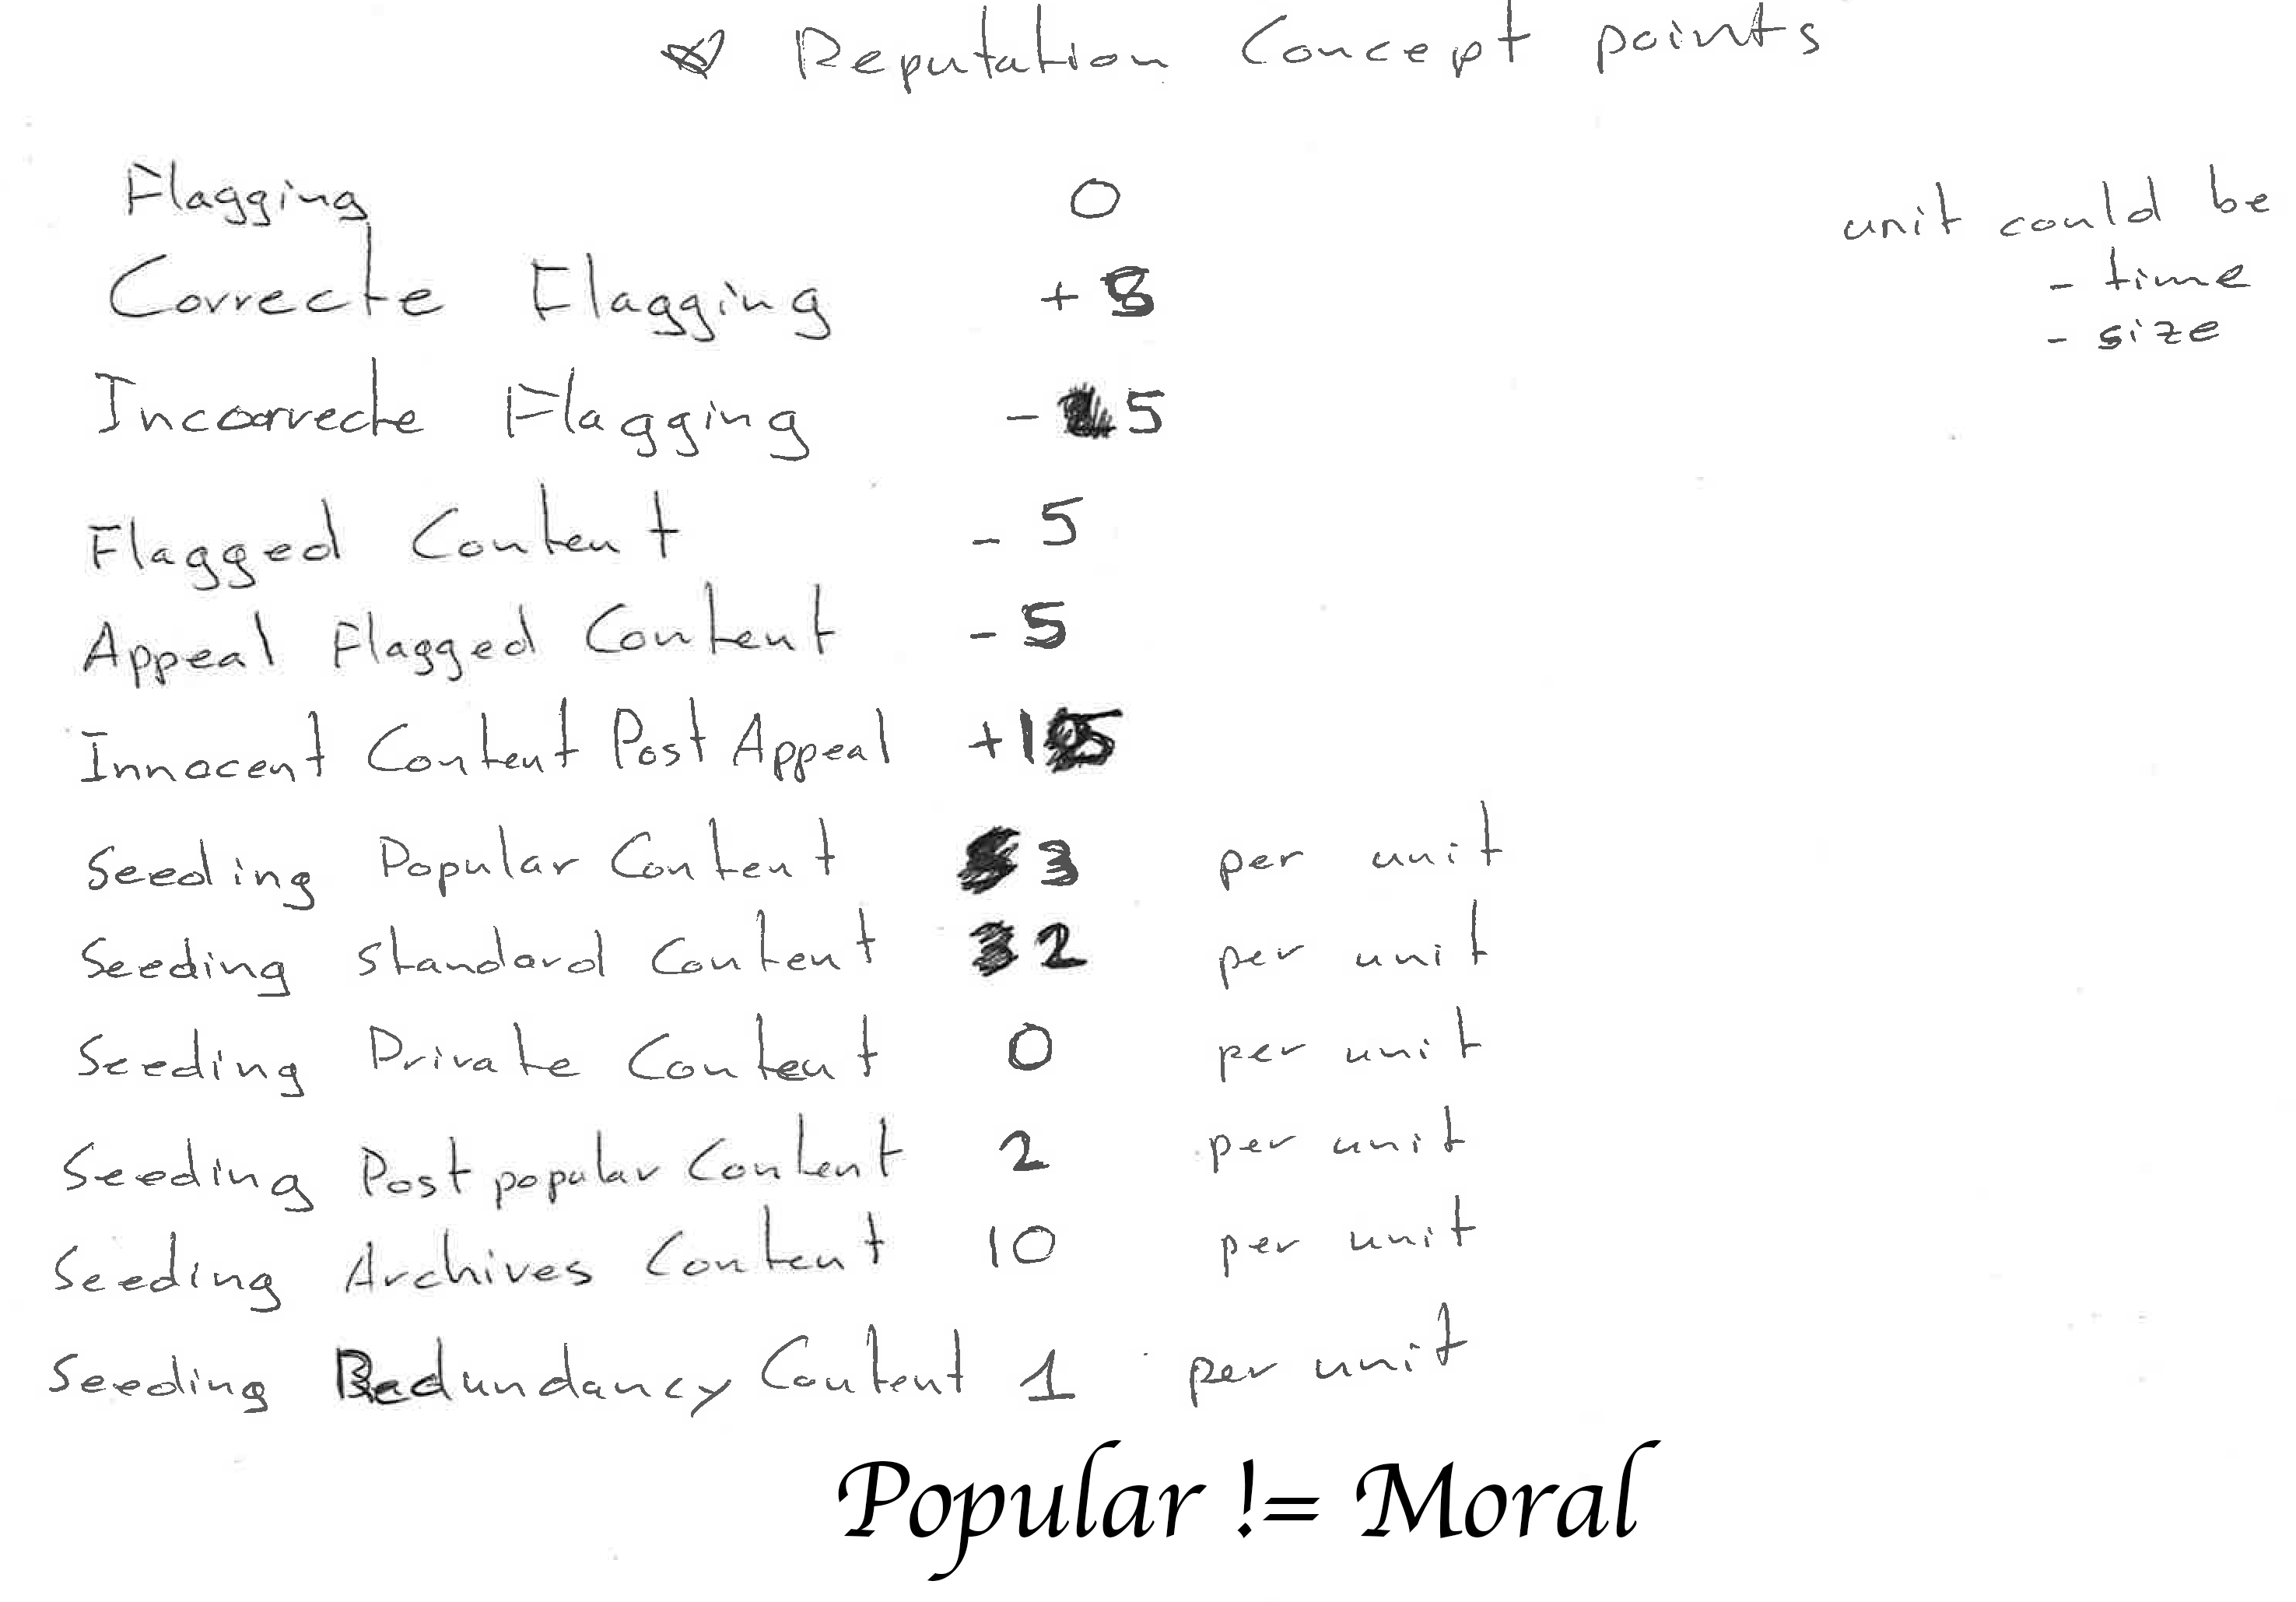 Reputation Concept points
Flagging 0
unit could be
- time
- size
Correcte Flagging +8
Incorrecte Flagging - 5
Flagged Content - 5
Appeal Flagged Content - 5
Innocent Content Post Appeal +15
Seeding Popular Content 3 per unit
Seeding standard Content 2 per unit
Seeding Private Content 0 per unit
Seeding Post popular Content 2 per unit
Seeding Archives Content 10 per unit
Seeding Redundancy Content 1 per unit
Popular != Moral